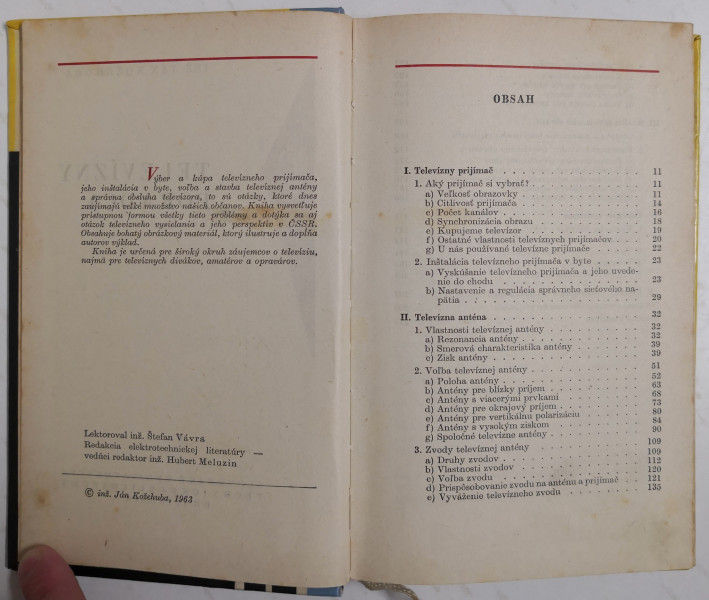 Výber a kúpa televízneho prijímača,
jeho inštalácia v byte, voľba a stavba televíznej antény
a správna obsluha televízora, to sú otázky, ktoré dnes
zaujímajú veľké množstvo našich občanov. Kniha vysvetľuje
prístupnou formou všetky tieto problémy a dotýka sa aj
otázok televízneho vysielania a jeho perspektív v ČSSR.
Obsahuje bohatý obrázkový materiál, ktorý ilustruje a doplňa
autorov výklad.
Kniha je určená pre široký okruh záujemcov o televíziu,
najmä pre televíznych divákov, amatérov a opravárov.
Lektoroval inž. Štefan Vávra
Redakcia elektrotechnickej literatúry —
vedúci redaktor inž. Hubert Meluzin
© inž. Ján Kožehuba, 1963
OBSAH
I. Televízny prijímač . . . . . . . . . . . . 11
1. Aký prijímač si vybrať? . . . . . . . . . . 11
a) Veľkosť obrazovky . . . . . . . . . . 11
b) Citlivosť prijímača . . . . . . . . . . 14
c) Počet kanálov . . . . . . . . . . 16
d) Synchronizácia obrazu . . . . . . . . . 18
e) Kupujeme televízor . . . . . . . . . . 19
f) Ostatné vlastnosti televíznych prijímačov . . . 20
g) U nás používané televízne prijímače . . . . 22
2. Inštalácia televízneho prijímača v byte . . . . . 23
a) Vyskúšanie televízneho prijímača a jeho uvede-
nie do chodu . . . . . . . . . . 23
b) Nastavenie a regulácia správneho sieťového na-
pätia . . . . . . . . . . 29
II. Televízna anténa . . . . . . . . . . 32
1. Vlastnosti televíznej antény . . . . . . . . . 32
a) Rezonancia antény . . . . . . . . . . 32
b) Smerová charakteristika antény . . . . . . 39
c) Zisk antény . . . . . . . . . . 39
2. Voľba televíznej antény . . . . . . . . . . 51
a) Poloha antény . . . . . . . . . . 52
b) Antény pre blízky príjem . . . . . . . . 63
c) Antény s viacerými prvkami . . . . . . . 68
d) Antény pre okrajový príjem . . . . . . . 73
e) Antény pre vertikálnu polarizáciu . . . . . 80
f) Antény s vysokým ziskom . . . . . . . . 84
g) Spoločné televízne antény . . . . . . . . 90
3. Zvody televíznej antény . . . . . . . . . . 109
a) Druhy zvodov . . . . . . . . . . 109
b) Vlastnosti zvodov . . . . . . . . . . 112
c) Voľba zvodu . . . . . . . . . . 120
d) Prispôsobovanie zvodu na anténu a prijímač . . 121
e) Vyváženie televízneho zvodu . . . . . . . 135